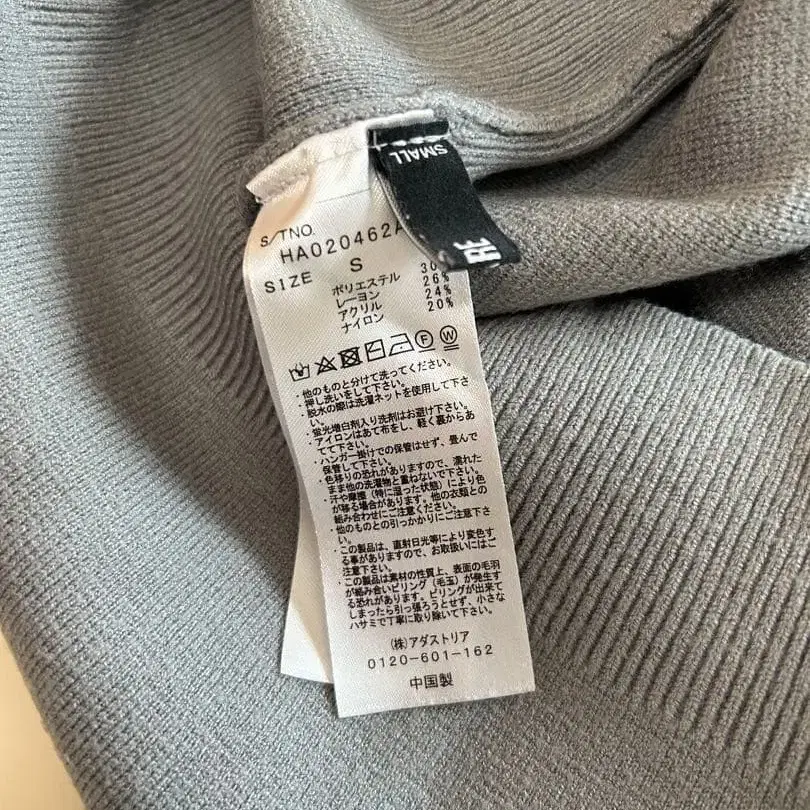 SMALL
RE
S/TNO.
HA020462A
SIZE S
ポリエステル 30
レーヨン 26%
アクリル 24%
ナイロン 20%
F W
・他のものと分けて洗ってください。
押し洗いをして下さい。
・脱水の際は洗濯ネットを使用して下さ
い。
・蛍光増白剤入り洗剤はお避け下さい。
・アイロンはあて布をし、軽く裏からあ
てて下さい。
・ハンガー掛けでの保管はせず、畳んで
保管して下さい。
・色移りの恐れがありますので、濡れた
まま他の洗濯物と重ねないで下さい。
・汗や摩擦（特に湿った状態）により色
が移る場合があります。他の衣類との
組み合わせにご注意ください。
・他のものとの引っかかりにご注意下さ
い。
・この製品は、直射日光等により変色す
る事がありますので、お取扱いにはご
注意下さい。
・この製品は素材の性質上、表面の毛羽
が絡み合いピリング（毛玉）が発生す
る恐れがあります。ピリングが出来て
しまったら引っ張ろうとせず、小さな
ハサミで丁寧に取り除いて下さい。
(株)アダストリア
0120-601-162
中国製